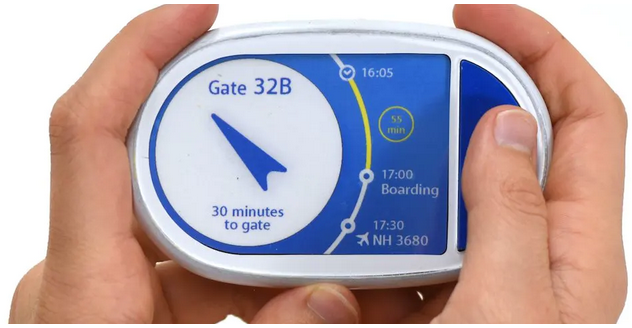 Gate 32B
30 minutes
to gate
16:05
55
min
17:00
Boarding
17:30
NH 3680